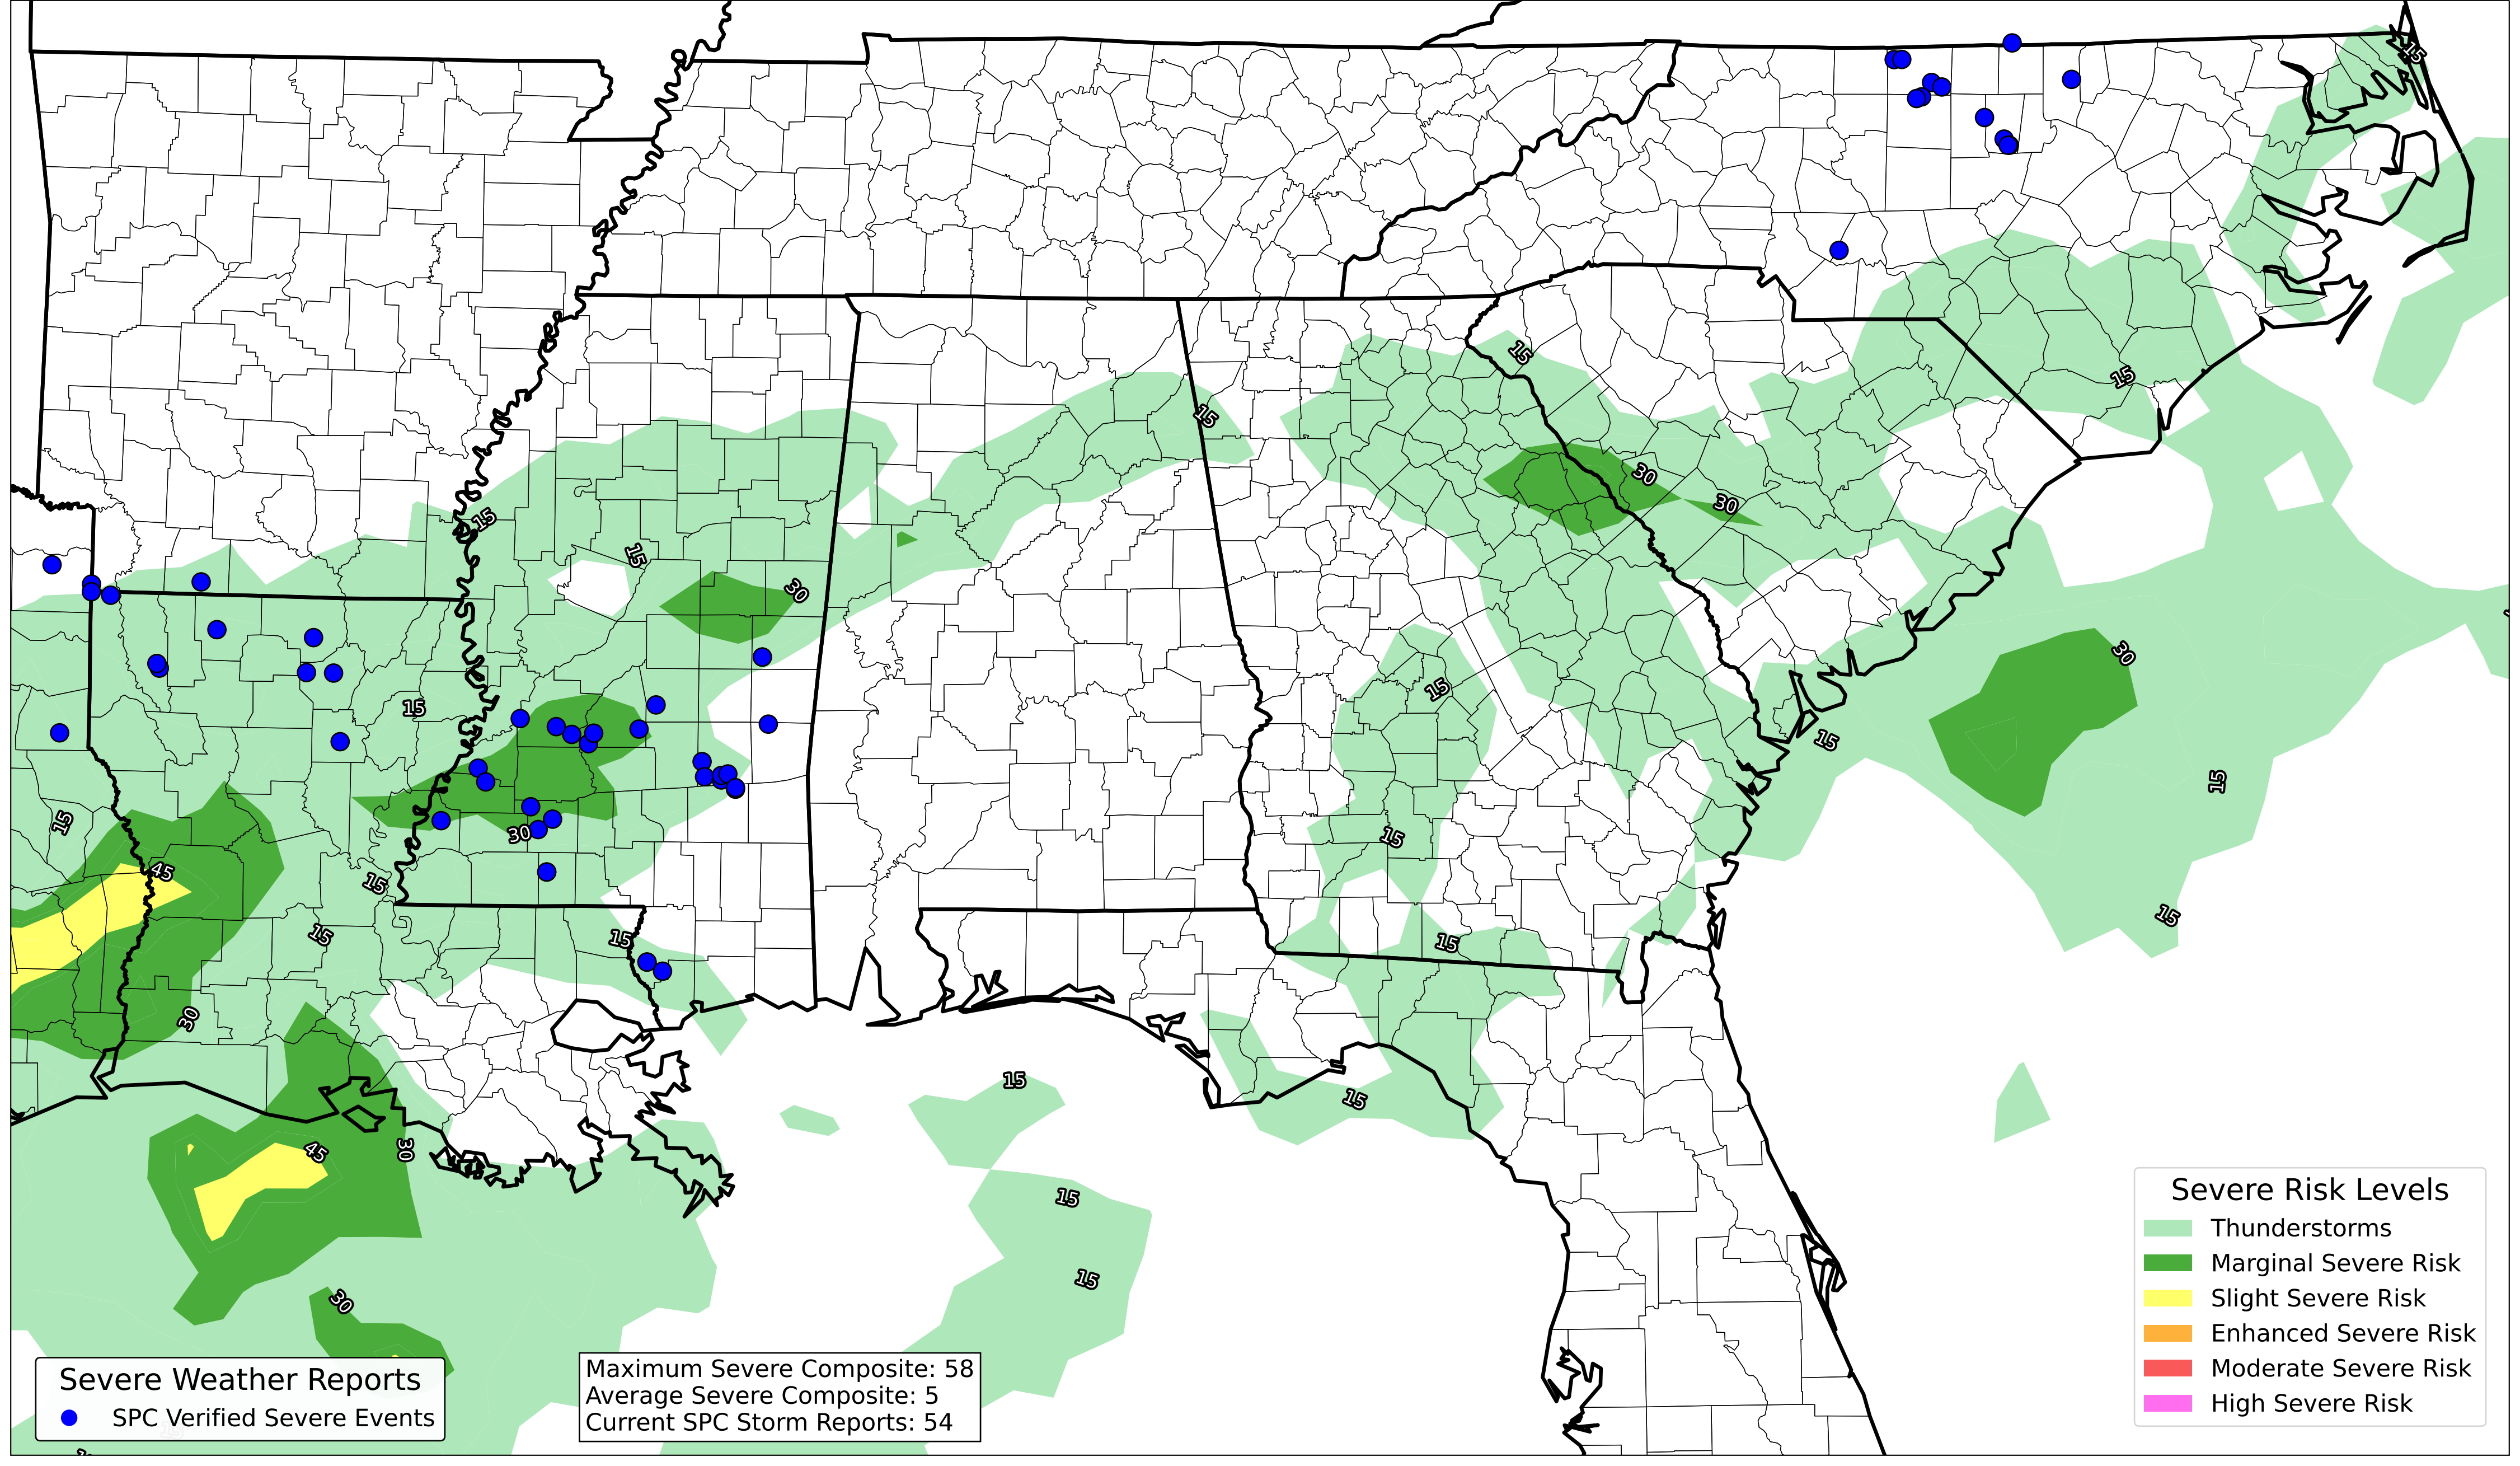 15
15
15
15
15
30
30
15
15
30
30
15
15
15
15
15
30
15
45
15
15
15
15
15
30
15
15
30
45
15
15
30
Severe Weather Reports
SPC Verified Severe Events
Maximum Severe Composite: 58
Average Severe Composite: 5
Current SPC Storm Reports: 54
Severe Risk Levels
Thunderstorms
Marginal Severe Risk
Slight Severe Risk
Enhanced Severe Risk
Moderate Severe Risk
High Severe Risk